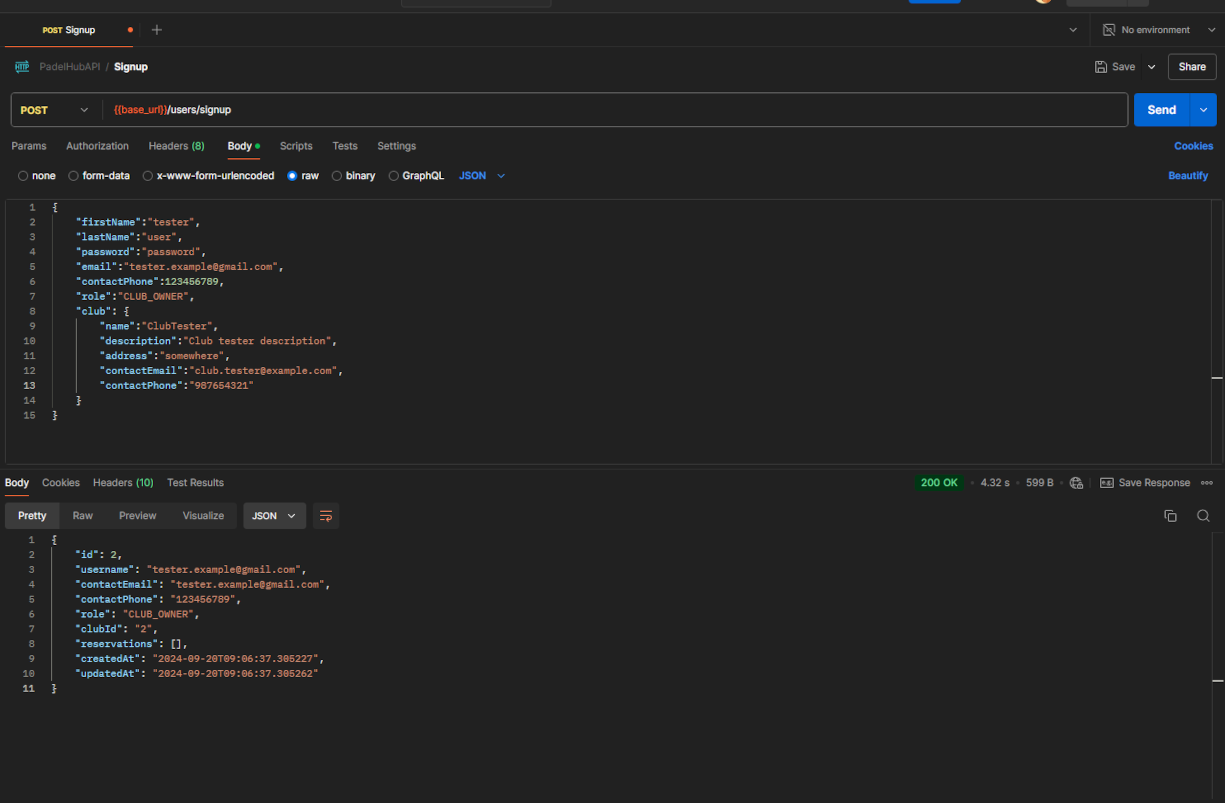 POST Signup
No environment
HTTP PadelHubAPI / Signup
Save
Share
POST {{base_url}}/users/signup
Send
Params Authorization Headers (8) Body Scripts Tests Settings
Cookies
none form-data x-www-form-urlencoded raw binary GraphQL JSON
Beautify
1 {
2 "firstName":"tester",
3 "lastName":"user",
4 "password":"password",
5 "email":"tester.example@gmail.com",
6 "contactPhone":123456789,
7 "role":"CLUB_OWNER",
8 "club": {
9 "name":"ClubTester",
10 "description":"Club tester description",
11 "address":"somewhere",
12 "contactEmail":"club.tester@example.com",
13 "contactPhone":"987654321"
14 }
15 }
Body Cookies Headers (10) Test Results
200 OK 4.32 s 599 B Save Response
Pretty Raw Preview Visualize JSON
1 {
2 "id": 2,
3 "username": "tester.example@gmail.com",
4 "contactEmail": "tester.example@gmail.com",
5 "contactPhone": "123456789",
6 "role": "CLUB_OWNER",
7 "clubId": "2",
8 "reservations": [],
9 "createdAt": "2024-09-20T09:06:37.305227",
10 "updatedAt": "2024-09-20T09:06:37.305262"
11 }